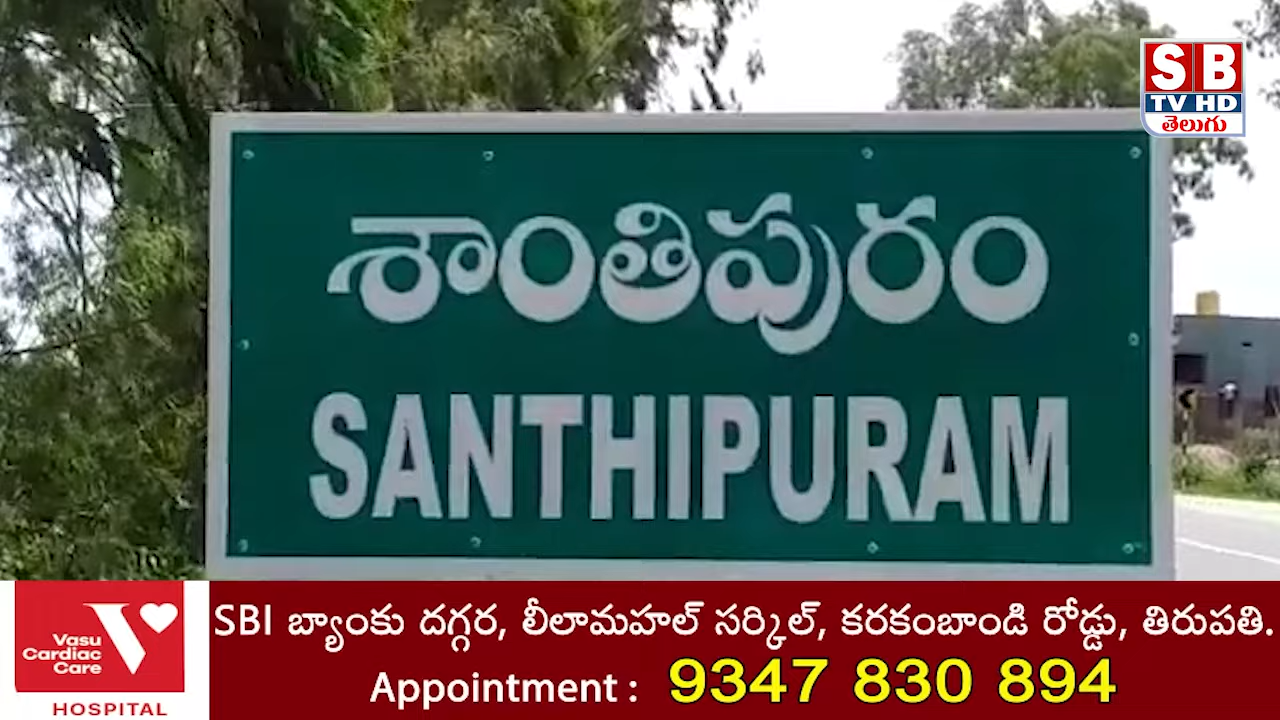 SB
TV HD
తెలుగు
శాంతిపురం
SANTHIPURAM
Vasu
Cardiac
Care
HOSPITAL
SBI బ్యాంకు దగ్గర, లీలామహల్ సర్కిల్, కరకంబాండి రోడ్డు, తిరుపతి.
Appointment : 9347 830 894